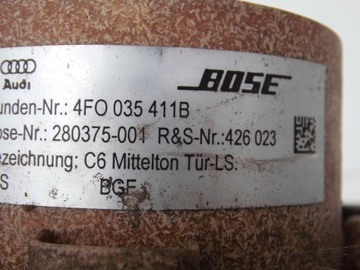 Audi
BOSE
unden-Nr.: 4FO 035 411B
ose-Nr.: 280375-001 R&S-Nr.:426 023
ezeichnung: C6 Mittelton Tür-LS.
S BGF